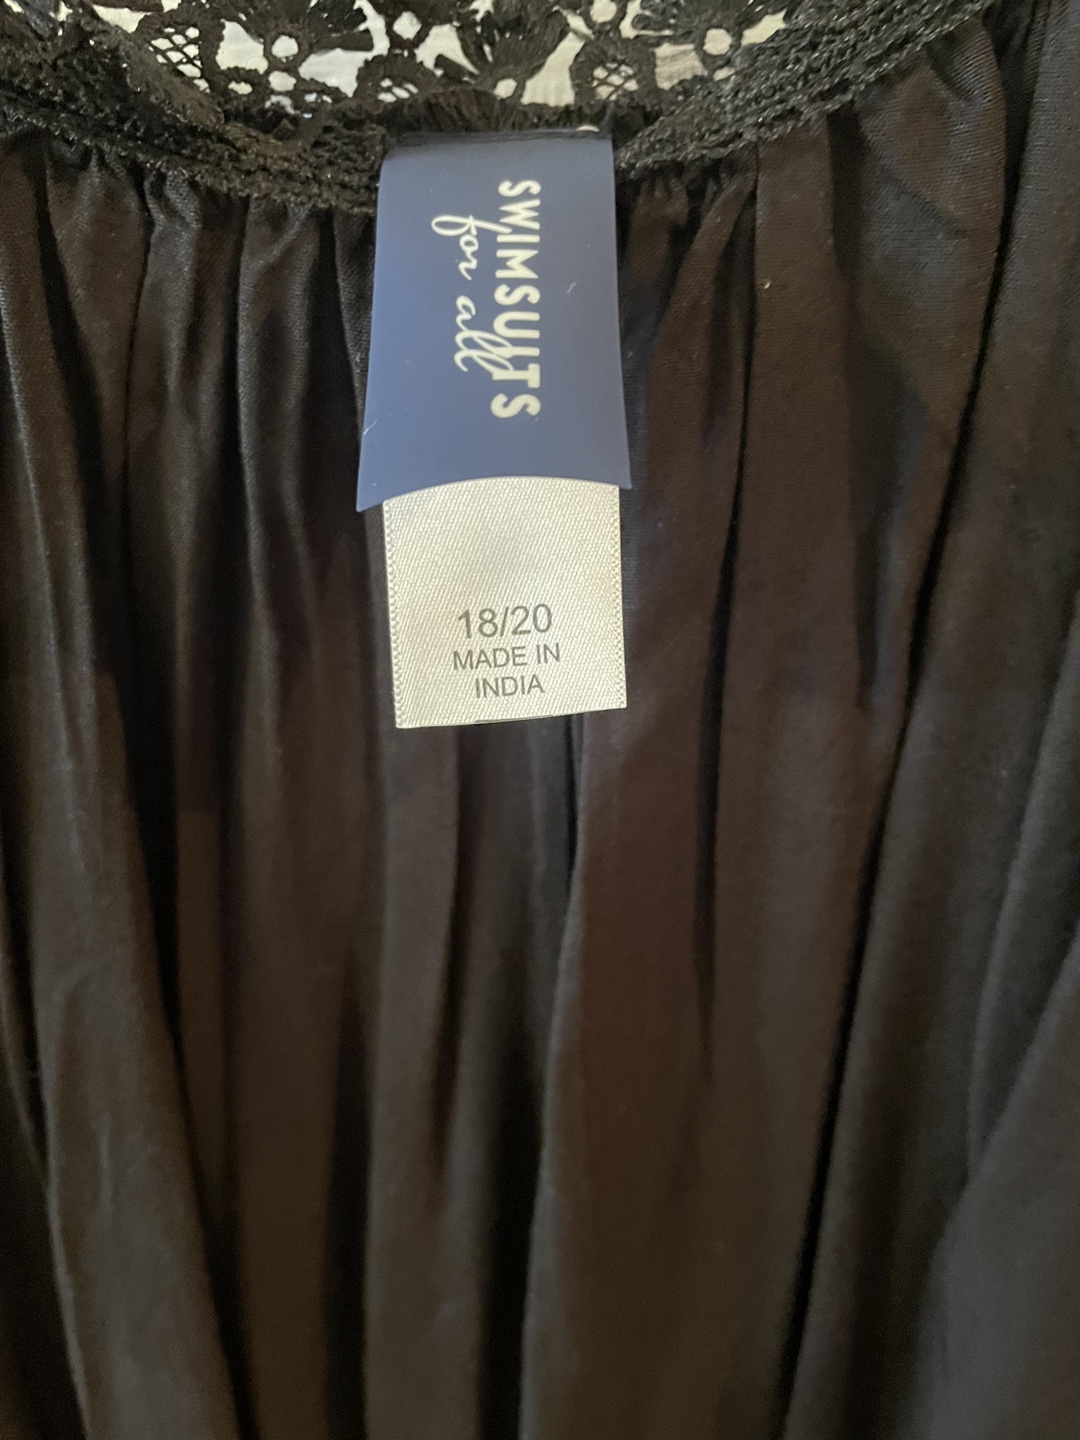 SWIMSUITS
for all
18/20
MADE IN
INDIA